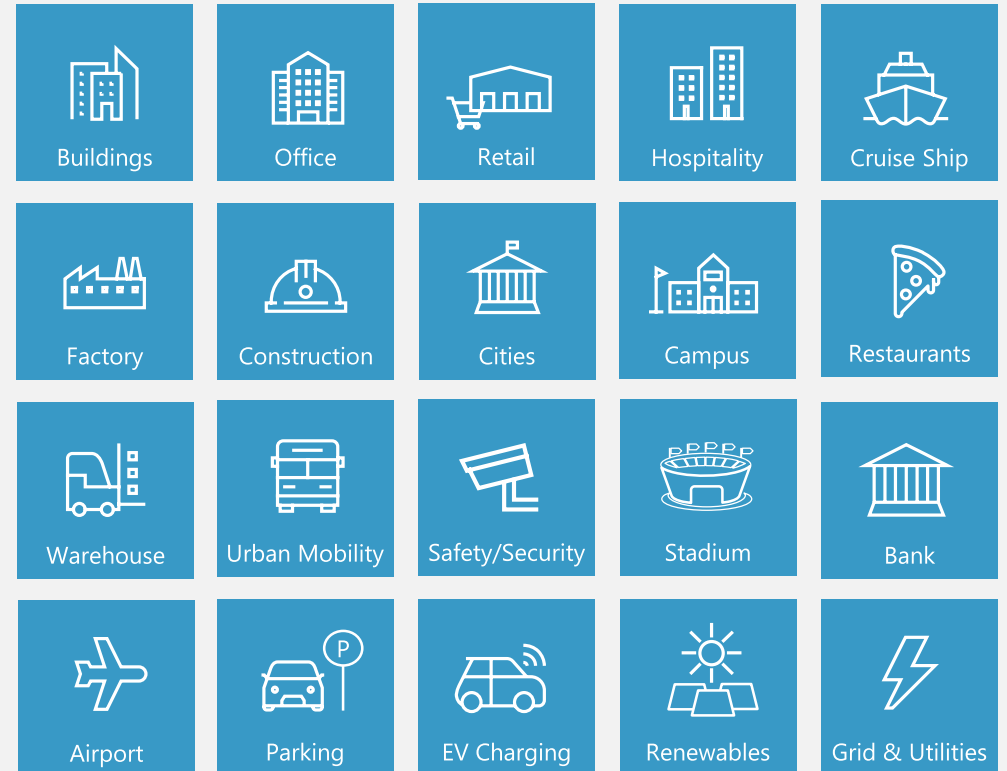 Buildings
Office
Retail
Hospitality
Cruise Ship
Factory
Construction
Cities
Campus
Restaurants
Warehouse
Urban Mobility
Safety/Security
PPPPP
Stadium
Bank
P
Airport
Parking
EV Charging
Renewables
Grid & Utilities